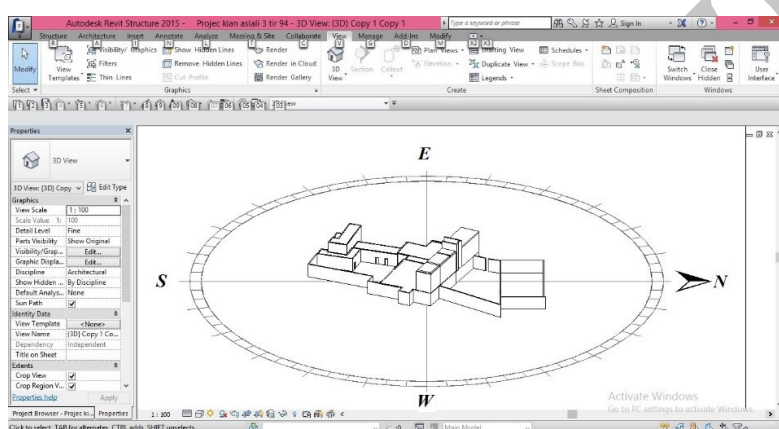 Autodesk Revit Structure 2015 - Projec kian aslali 3 tir 94 - 3D View: {3D} Copy 1 Copy 1
Type a keyword or phrase
Sign In
Structure Architecture Insert Annotate Analyze Massing & Site Collaborate View Manage Add-Ins Modify
Modify
View Templates
Visibility/ Graphics
Filters
Thin Lines
Show Hidden Lines
Remove Hidden Lines
Cut Profile
Render
Render in Cloud
Render Gallery
3D View
Section
Callout
Plan Views
Elevation
Drafting View
Duplicate View
Legends
Schedules
Scope Box
Switch Windows
Close Hidden
User Interface
Select
Graphics
Create
Sheet Composition
Windows
Properties
3D View
3D View: {3D} Copy
Edit Type
Graphics
View Scale 1 : 100
Scale Value 1: 100
Detail Level Fine
Parts Visibility Show Original
Visibility/Grap... Edit...
Graphic Displa... Edit...
Discipline Architectural
Show Hidden ... By Discipline
Default Analys... None
Sun Path
Identity Data
View Template <None>
View Name {3D} Copy 1 Co...
Dependency Independent
Title on Sheet
Extents
Crop View
Crop Region V...
Properties help
Apply
Project Browser - Projec ki...
Properties
E
S
N
W
1 : 100
Activate Windows
Go to PC settings to activate Windows.
Click to select, TAB for alternates, CTRL adds, SHIFT unselects.
Main Model